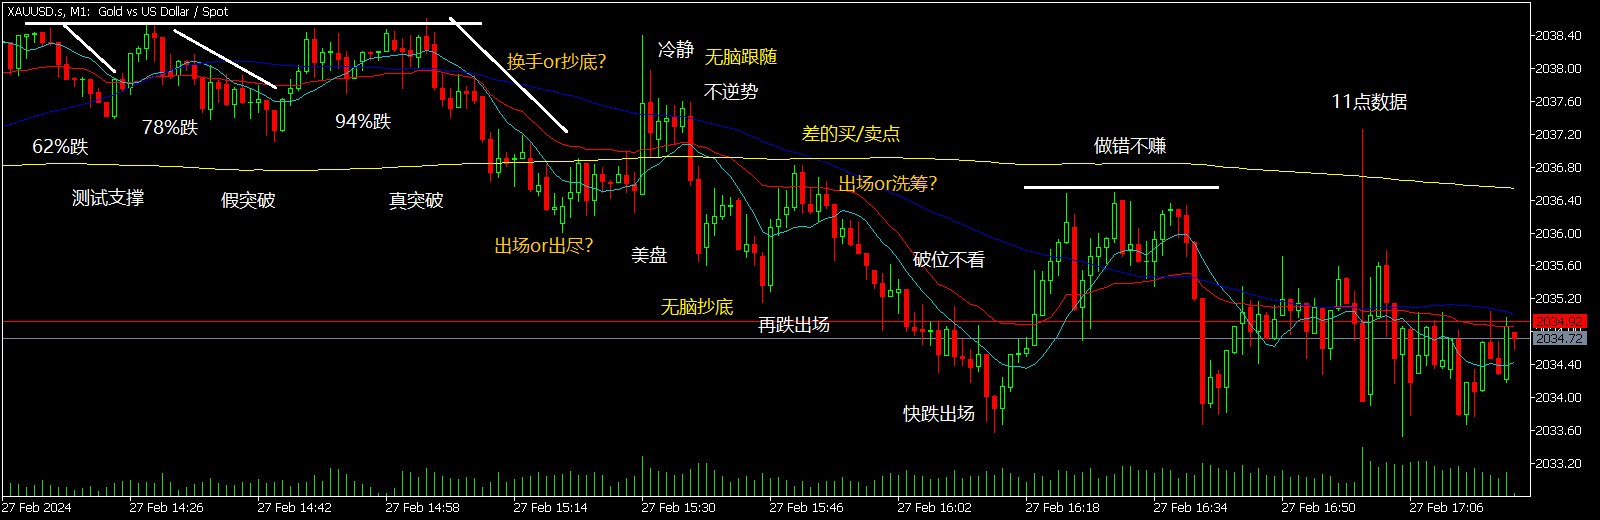 XAUUSD.s, M1: Gold vs US Dollar / Spot
冷静
无脑跟随
换手or抄底?
不逆势
11点数据
94%跌
78%跌
差的买/卖点
62%跌
做错不赚
出场or洗筹?
测试支撑
假突破
真突破
出场or出尽?
美盘
破位不看
无脑抄底
再跌出场
快跌出场
2038.40
2038.00
2037.60
2037.20
2036.80
2036.40
2036.00
2035.60
2035.20
2034.92
2034.72
2034.40
2034.00
2033.60
2033.20
27 Feb 2024
27 Feb 14:26
27 Feb 14:42
27 Feb 14:58
27 Feb 15:14
27 Feb 15:30
27 Feb 15:46
27 Feb 16:02
27 Feb 16:18
27 Feb 16:34
27 Feb 16:50
27 Feb 17:06